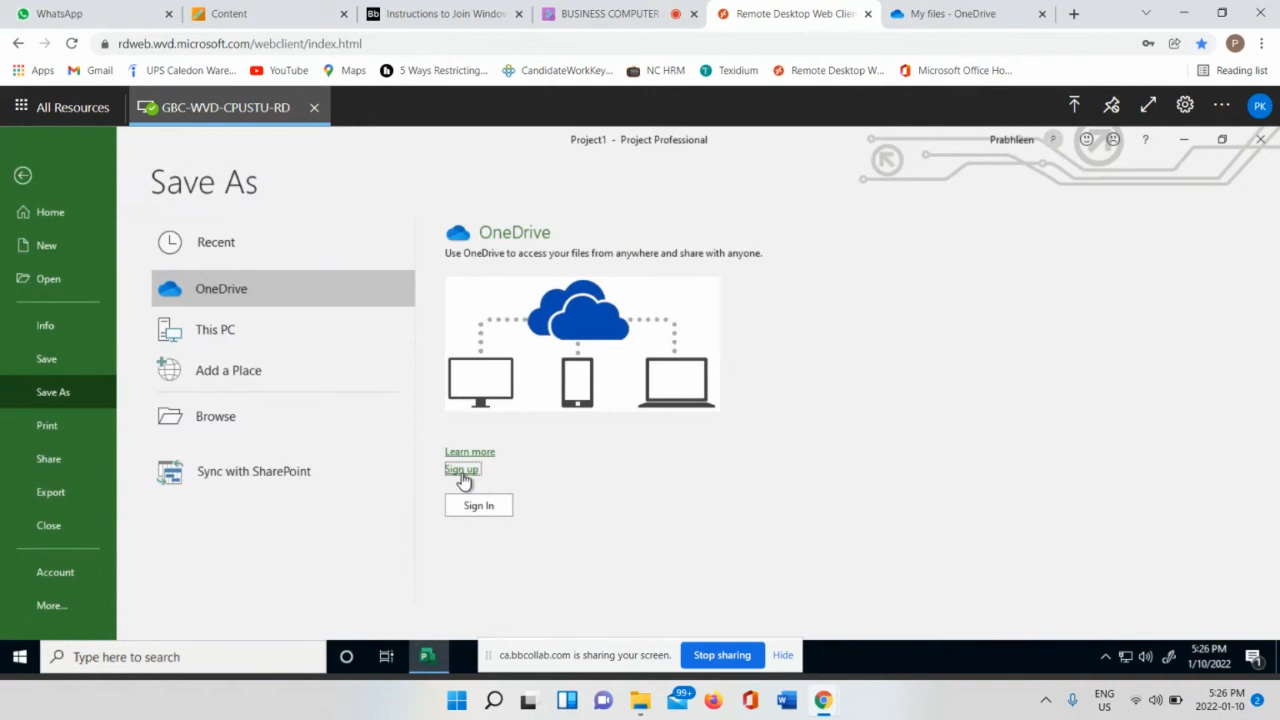 WhatsApp
Content
Bb Instructions to Join Window
BUSINESS COMPUTER
Remote Desktop Web Clien
My files - OneDrive
rdweb.wvd.microsoft.com/webclient/index.html
P
Apps
Gmail
UPS Caledon Ware...
YouTube
Maps
5 Ways Restricting...
CandidateWorkKey...
NC HRM
Texidium
Remote Desktop W...
Microsoft Office Ho...
Reading list
All Resources
GBC-WVD-CPUSTU-RD
PK
Project1 - Project Professional
Prabhleen
P
?
Save As
Home
New
Open
Info
Save
Save As
Print
Share
Export
Close
Account
More...
Recent
OneDrive
This PC
Add a Place
Browse
Sync with SharePoint
OneDrive
Use OneDrive to access your files from anywhere and share with anyone.
Learn more
Sign up
Sign In
Type here to search
ca.bbcollab.com is sharing your screen.
Stop sharing
Hide
5:26 PM
1/10/2022
1
99+
ENG
US
5:26 PM
2022-01-10
2